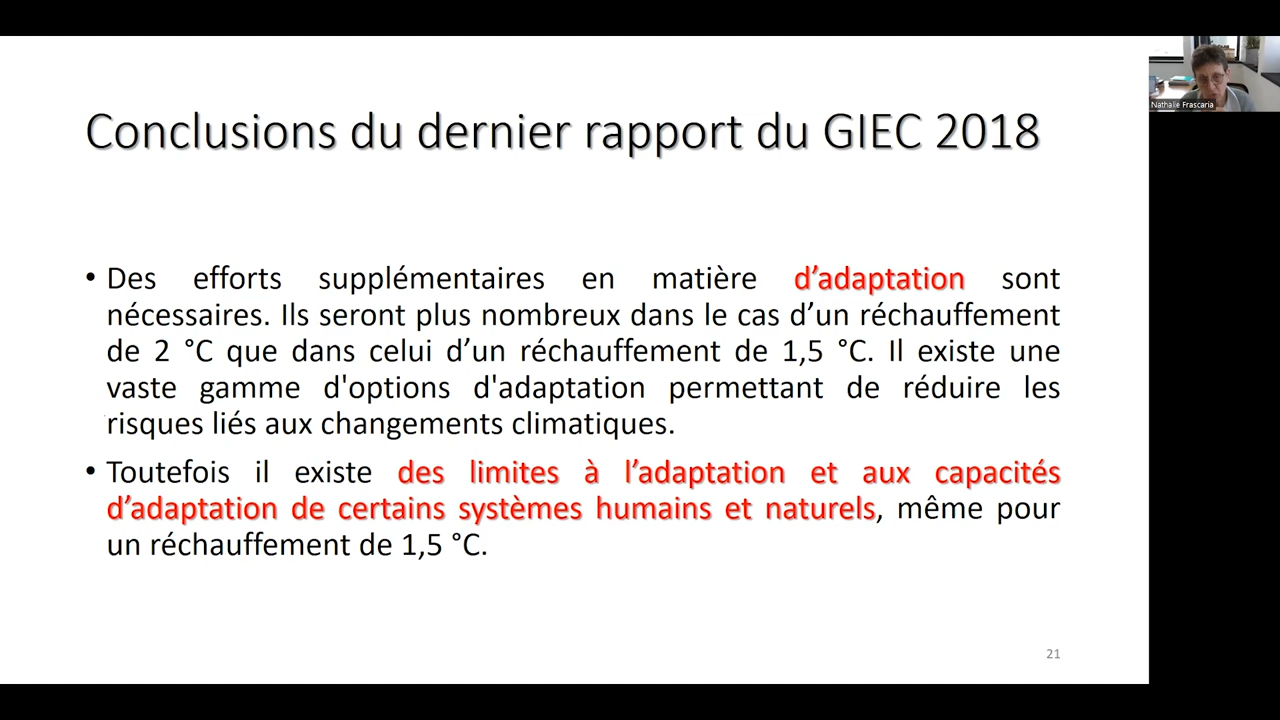 Conclusions du dernier rapport du GIEC 2018
• Des efforts supplémentaires en matière d’adaptation sont
nécessaires. Ils seront plus nombreux dans le cas d’un réchauffement
de 2 °C que dans celui d’un réchauffement de 1,5 °C. Il existe une
vaste gamme d'options d'adaptation permettant de réduire les
risques liés aux changements climatiques.
• Toutefois il existe des limites à l’adaptation et aux capacités
d’adaptation de certains systèmes humains et naturels, même pour
un réchauffement de 1,5 °C.
21
Nathalie Frascaria